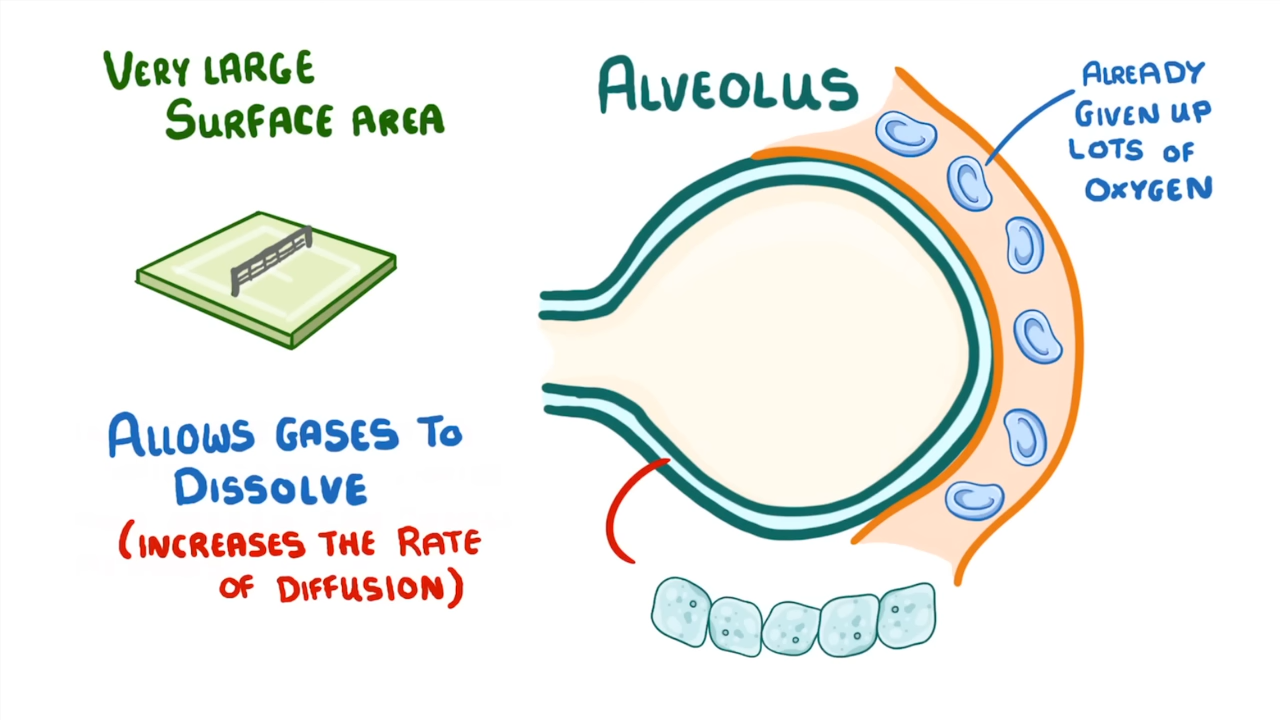 VERY LARGE
SURFACE AREA
ALLOWS GASES TO
DISSOLVE
(INCREASES THE RATE
OF DIFFUSION)
ALVEOLUS
ALREADY
GIVEN UP
LOTS OF
OXYGEN